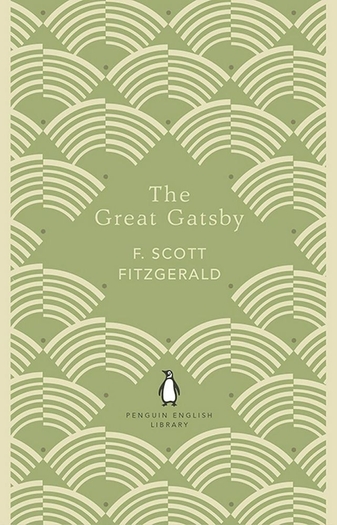 The
Great Gatsby
F. SCOTT
FITZGERALD
PENGUIN ENGLISH
LIBRARY